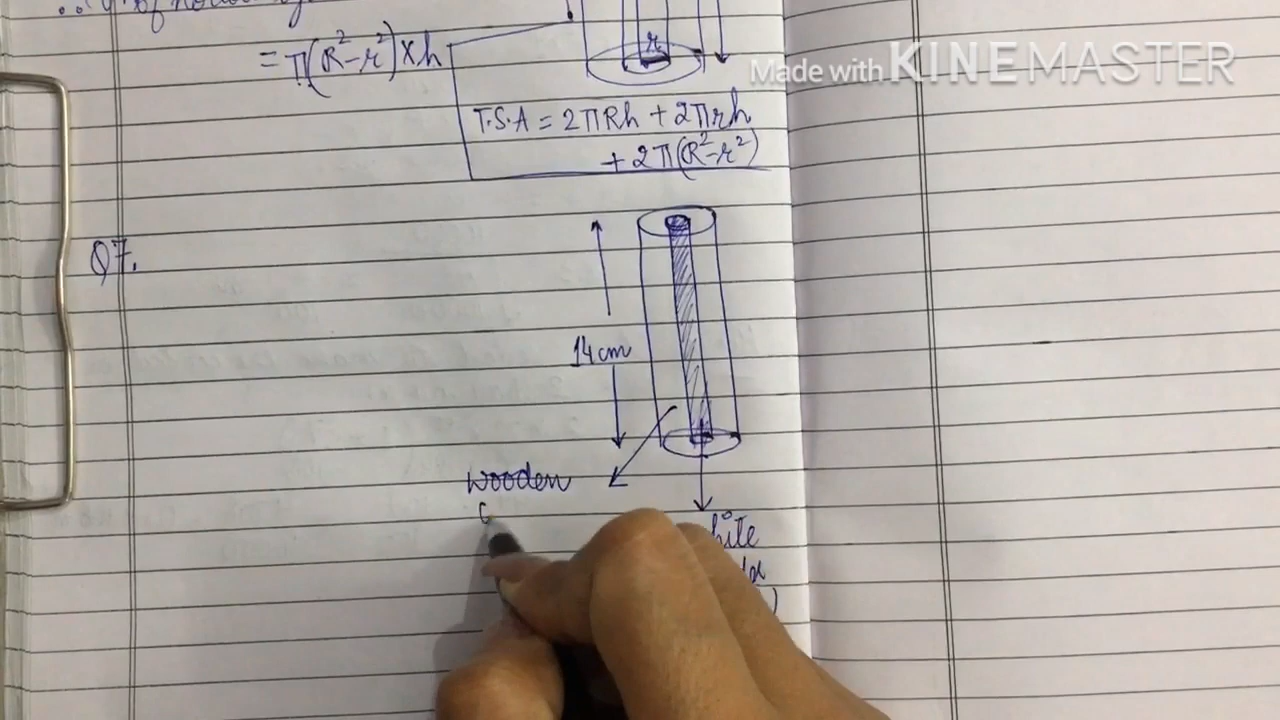 = π(R²-r²)×h
r
Made with KINEMASTER
T.S.A = 2πRh + 2πrh
+ 2π(R²-r²)
Q7.
14 cm
Wooden